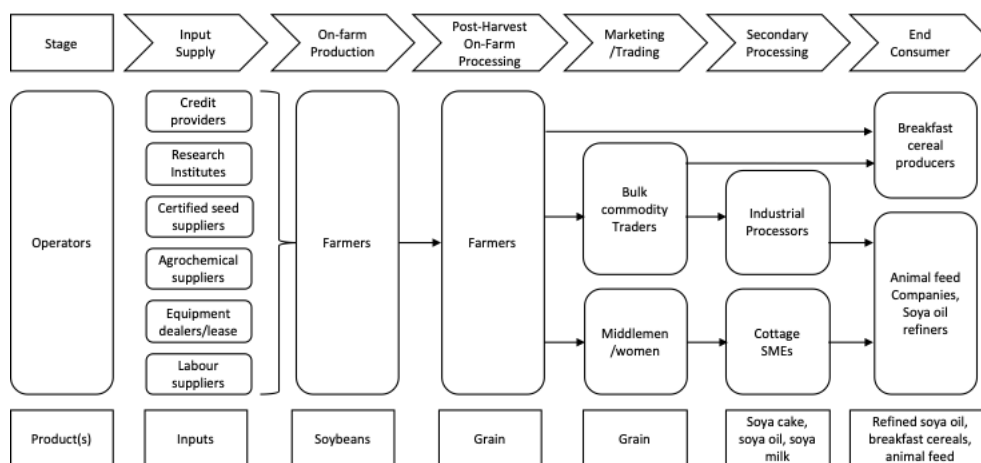 Stage
Input
Supply
On-farm
Production
Post-Harvest
On-Farm
Processing
Marketing
/Trading
Secondary
Processing
End
Consumer
Operators
Credit
providers
Research
Institutes
Certified seed
suppliers
Agrochemical
suppliers
Equipment
dealers/lease
Labour
suppliers
Farmers
Farmers
Bulk
commodity
Traders
Middlemen
/women
Industrial
Processors
Cottage
SMEs
Breakfast
cereal
producers
Animal feed
Companies,
Soya oil
refiners
Product(s)
Inputs
Soybeans
Grain
Grain
Soya cake,
soya oil, soya
milk
Refined soya oil,
breakfast cereals,
animal feed